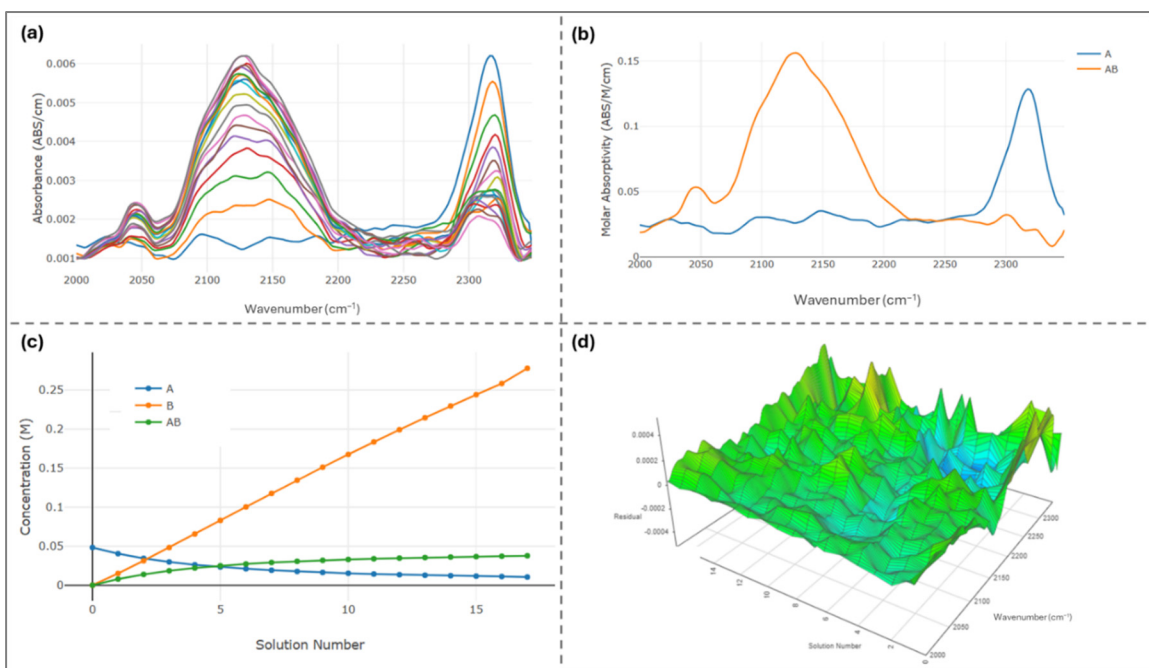 (a)
Absorbance (ABS/cm)
0.006
0.005
0.004
0.003
0.002
0.001
2000 2050 2100 2150 2200 2250 2300
Wavenumber (cm⁻¹)
(b)
Molar Absorptivity (ABS/M/cm)
0.15
0.1
0.05
0
2000 2050 2100 2150 2200 2250 2300
Wavenumber (cm⁻¹)
A
AB
(c)
Concentration (M)
0.25
0.2
0.15
0.1
0.05
0
0 5 10 15
Solution Number
A
B
AB
(d)
0.0004
0.0002
0
-0.0002
-0.0004
Residual
14 12 10 8 6 4 2 0
Solution Number
2300
2250
2200
2150
2100
2050
2000
Wavenumber (cm⁻¹)